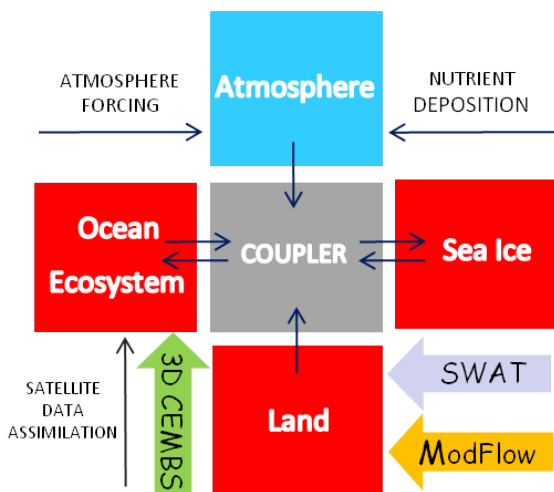 ATMOSPHERE
FORCING
Atmosphere
NUTRIENT
DEPOSITION
Ocean
Ecosystem
COUPLER
Sea Ice
SATELLITE
DATA
ASSIMILATION
3D CEMBS
Land
SWAT
ModFlow